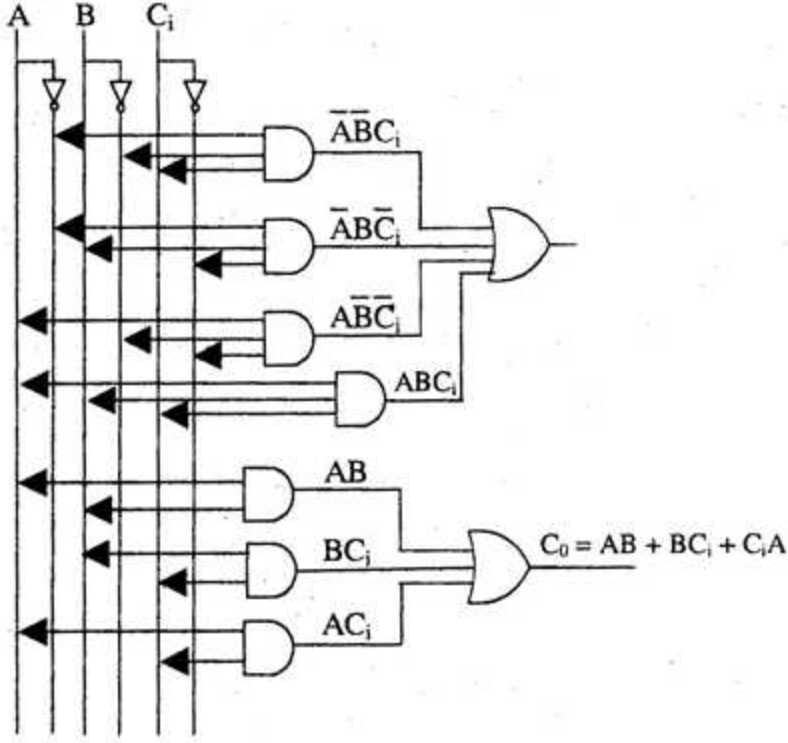 A B Cᵢ
A̅B̅Cᵢ
A̅BC̅ᵢ
AB̅C̅ᵢ
ABCᵢ
AB
BCᵢ
ACᵢ
C₀ = AB + BCᵢ + CᵢA